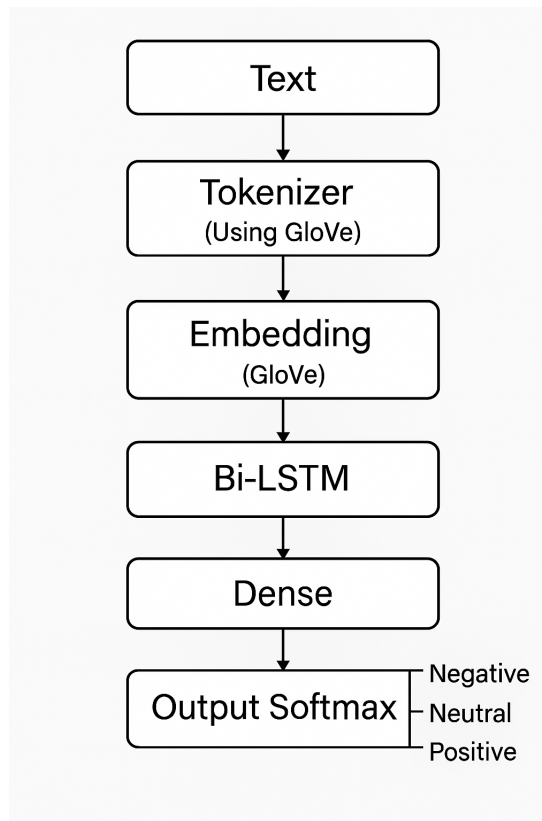 Text
Tokenizer
(Using GloVe)
Embedding
(GloVe)
Bi-LSTM
Dense
Output Softmax
Negative
Neutral
Positive